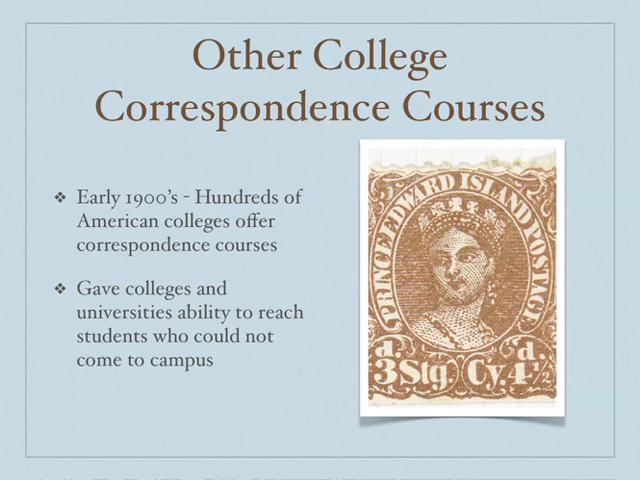 Other College
Correspondence Courses
❖ Early 1900's - Hundreds of
American colleges offer
correspondence courses
❖ Gave colleges and
universities ability to reach
students who could not
come to campus
PRINCE EDWARD ISLAND POSTAGE
d. d.
3 Stg. Cy. 4½